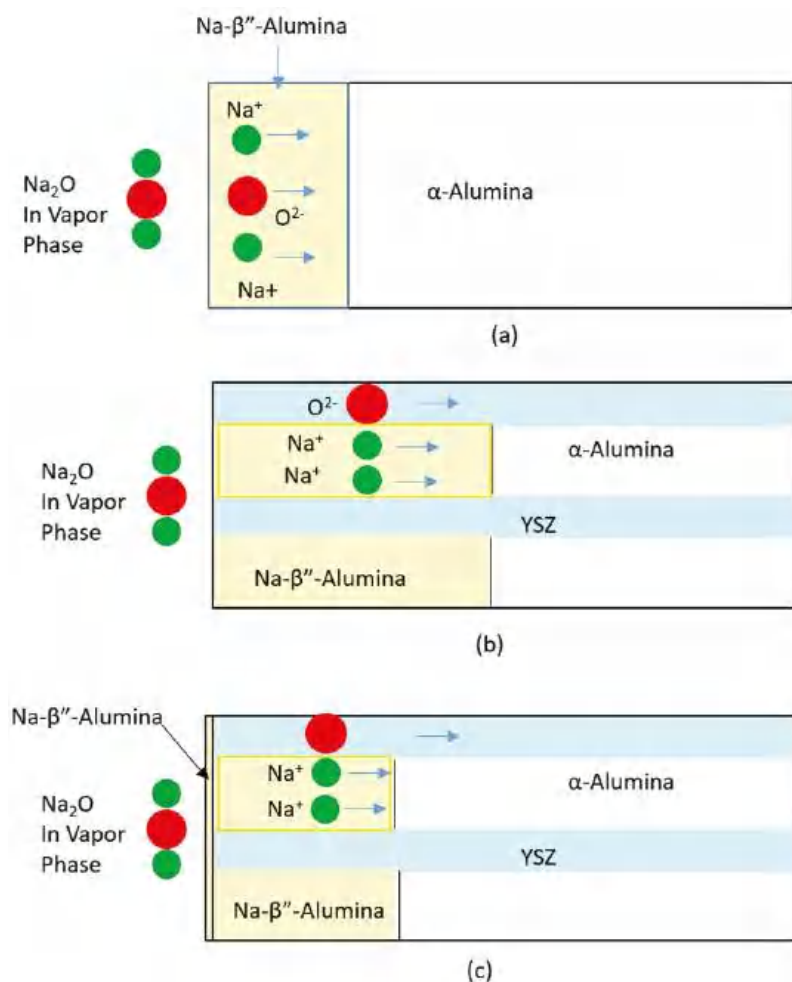 Na-β”-Alumina
Na⁺
Na₂O
In Vapor
Phase
O²⁻
α-Alumina
Na+
(a)
O²⁻
Na⁺
Na⁺
α-Alumina
Na₂O
In Vapor
Phase
YSZ
Na-β”-Alumina
(b)
Na-β”-Alumina
Na⁺
Na⁺
α-Alumina
Na₂O
In Vapor
Phase
YSZ
Na-β”-Alumina
(c)